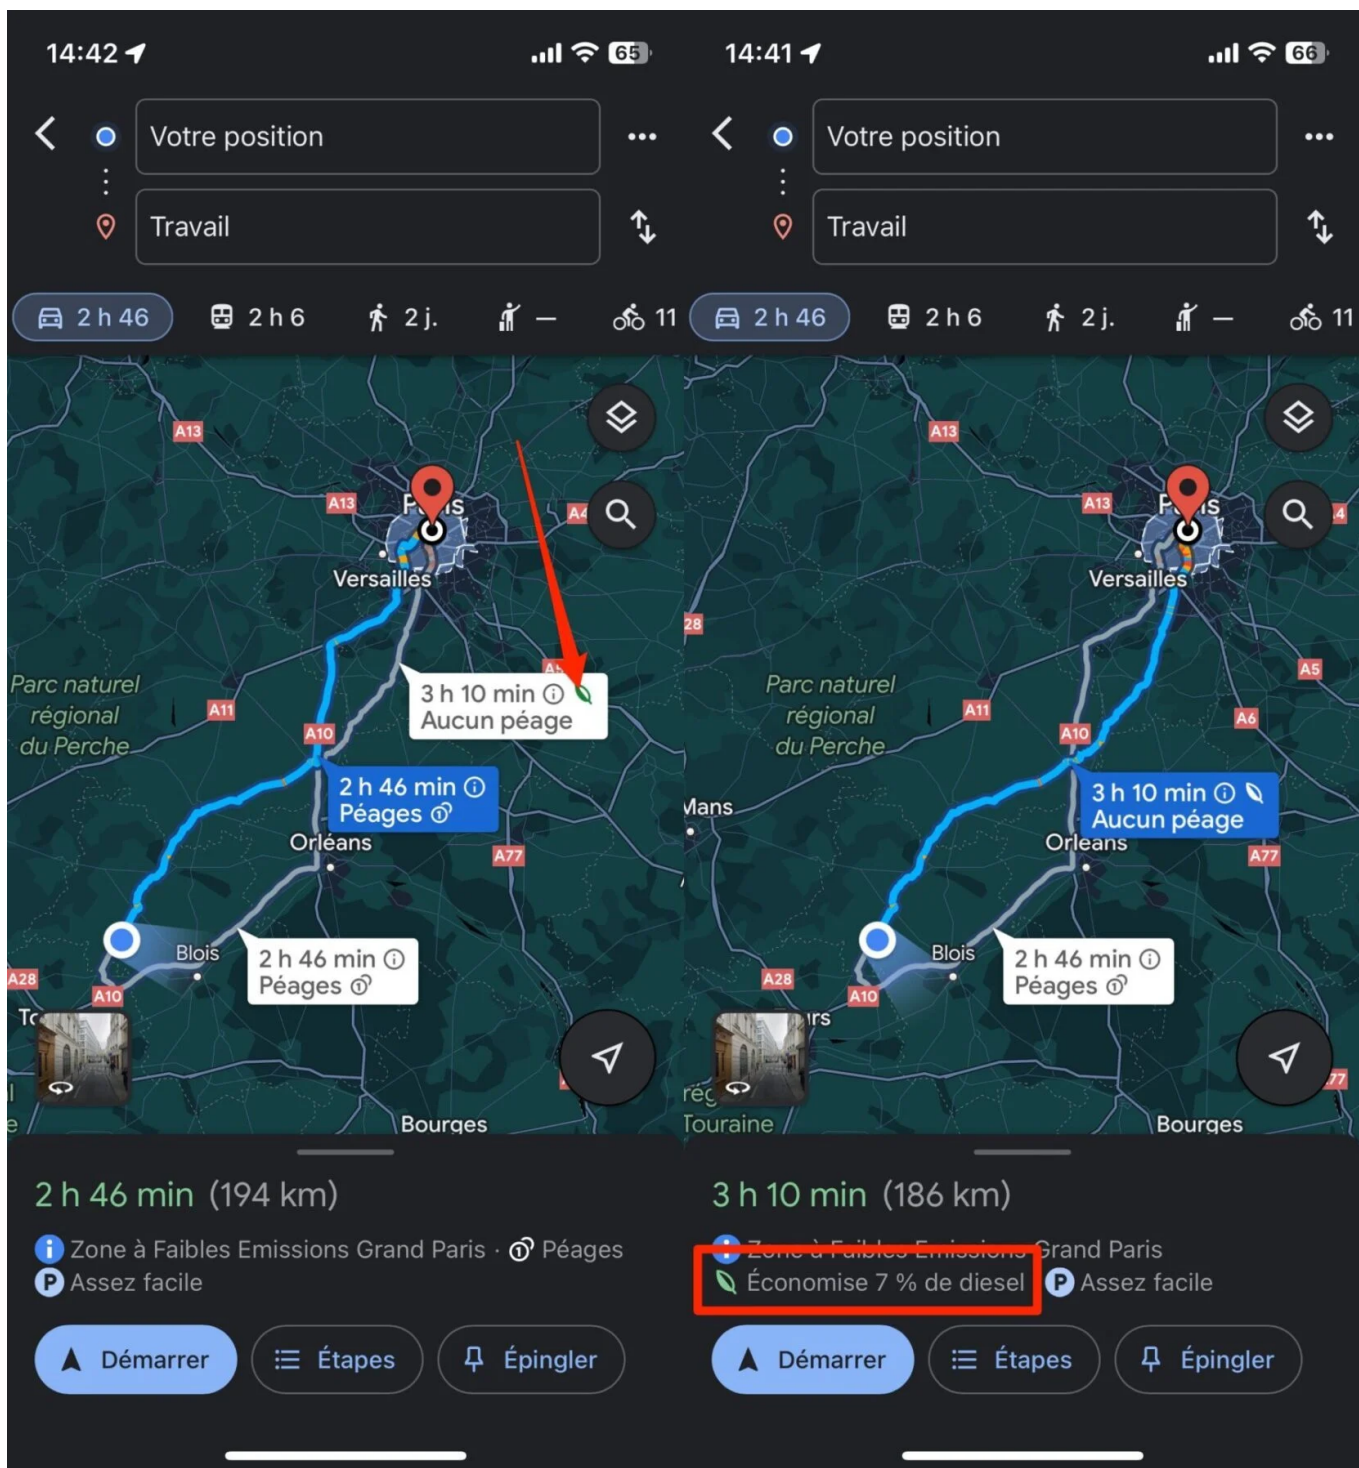 14:42
65
Votre position
Travail
2 h 46
2 h 6
2 j.
—
11
A13
A13
Versailles
3 h 10 min
Aucun péage
Parc naturel
régional
du Perche
A11
A10
2 h 46 min
Péages
Orléans
A77
Blois
2 h 46 min
Péages
A28
A10
Bourges
2 h 46 min (194 km)
Zone à Faibles Emissions Grand Paris · Péages
P Assez facile
Démarrer
Étapes
Épingler
14:41
66
Votre position
Travail
2 h 46
2 h 6
2 j.
—
11
A13
A13
Versailles
28
A5
Parc naturel
régional
du Perche
A11
A6
A10
3 h 10 min
Aucun péage
Mans
Orléans
A77
Blois
2 h 46 min
Péages
A28
A10
Touraine
77
Bourges
3 h 10 min (186 km)
Zone à Faibles Emissions Grand Paris
Économise 7 % de diesel P Assez facile
Démarrer
Étapes
Épingler